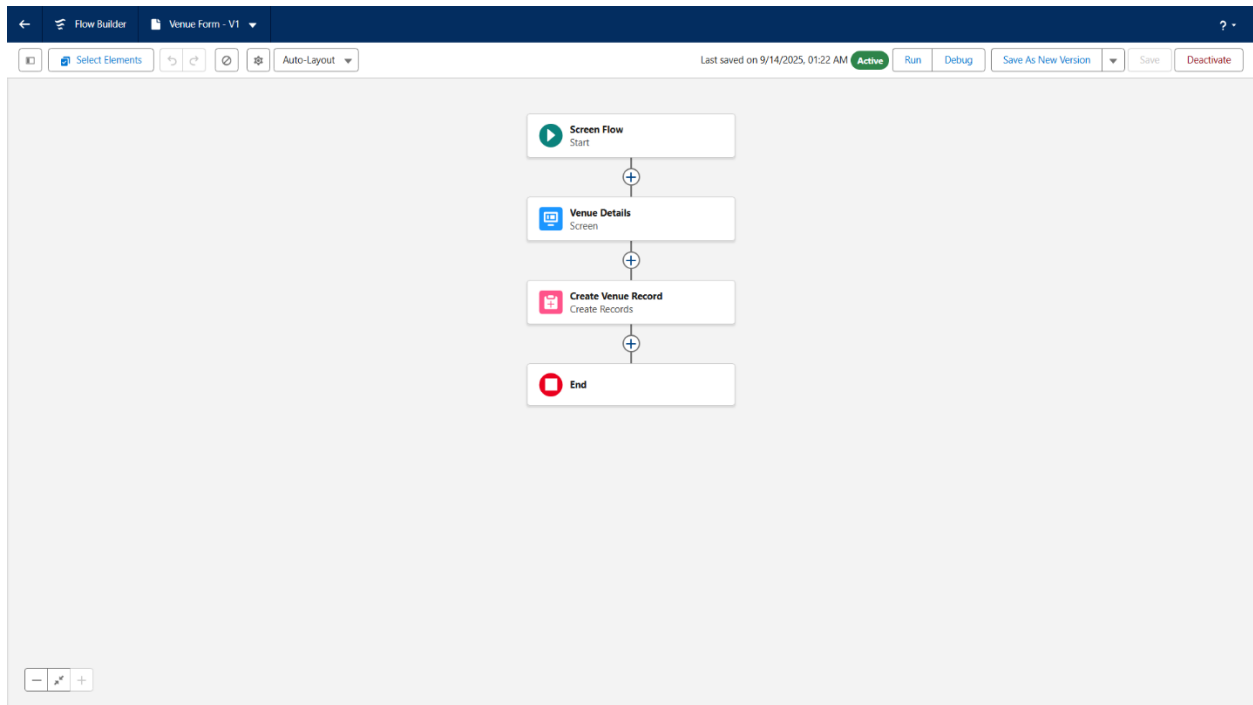 Flow Builder
Venue Form - V1
?
Select Elements
Auto-Layout
Last saved on 9/14/2025, 01:22 AM
Active
Run
Debug
Save As New Version
Save
Deactivate
Screen Flow
Start
Venue Details
Screen
Create Venue Record
Create Records
End